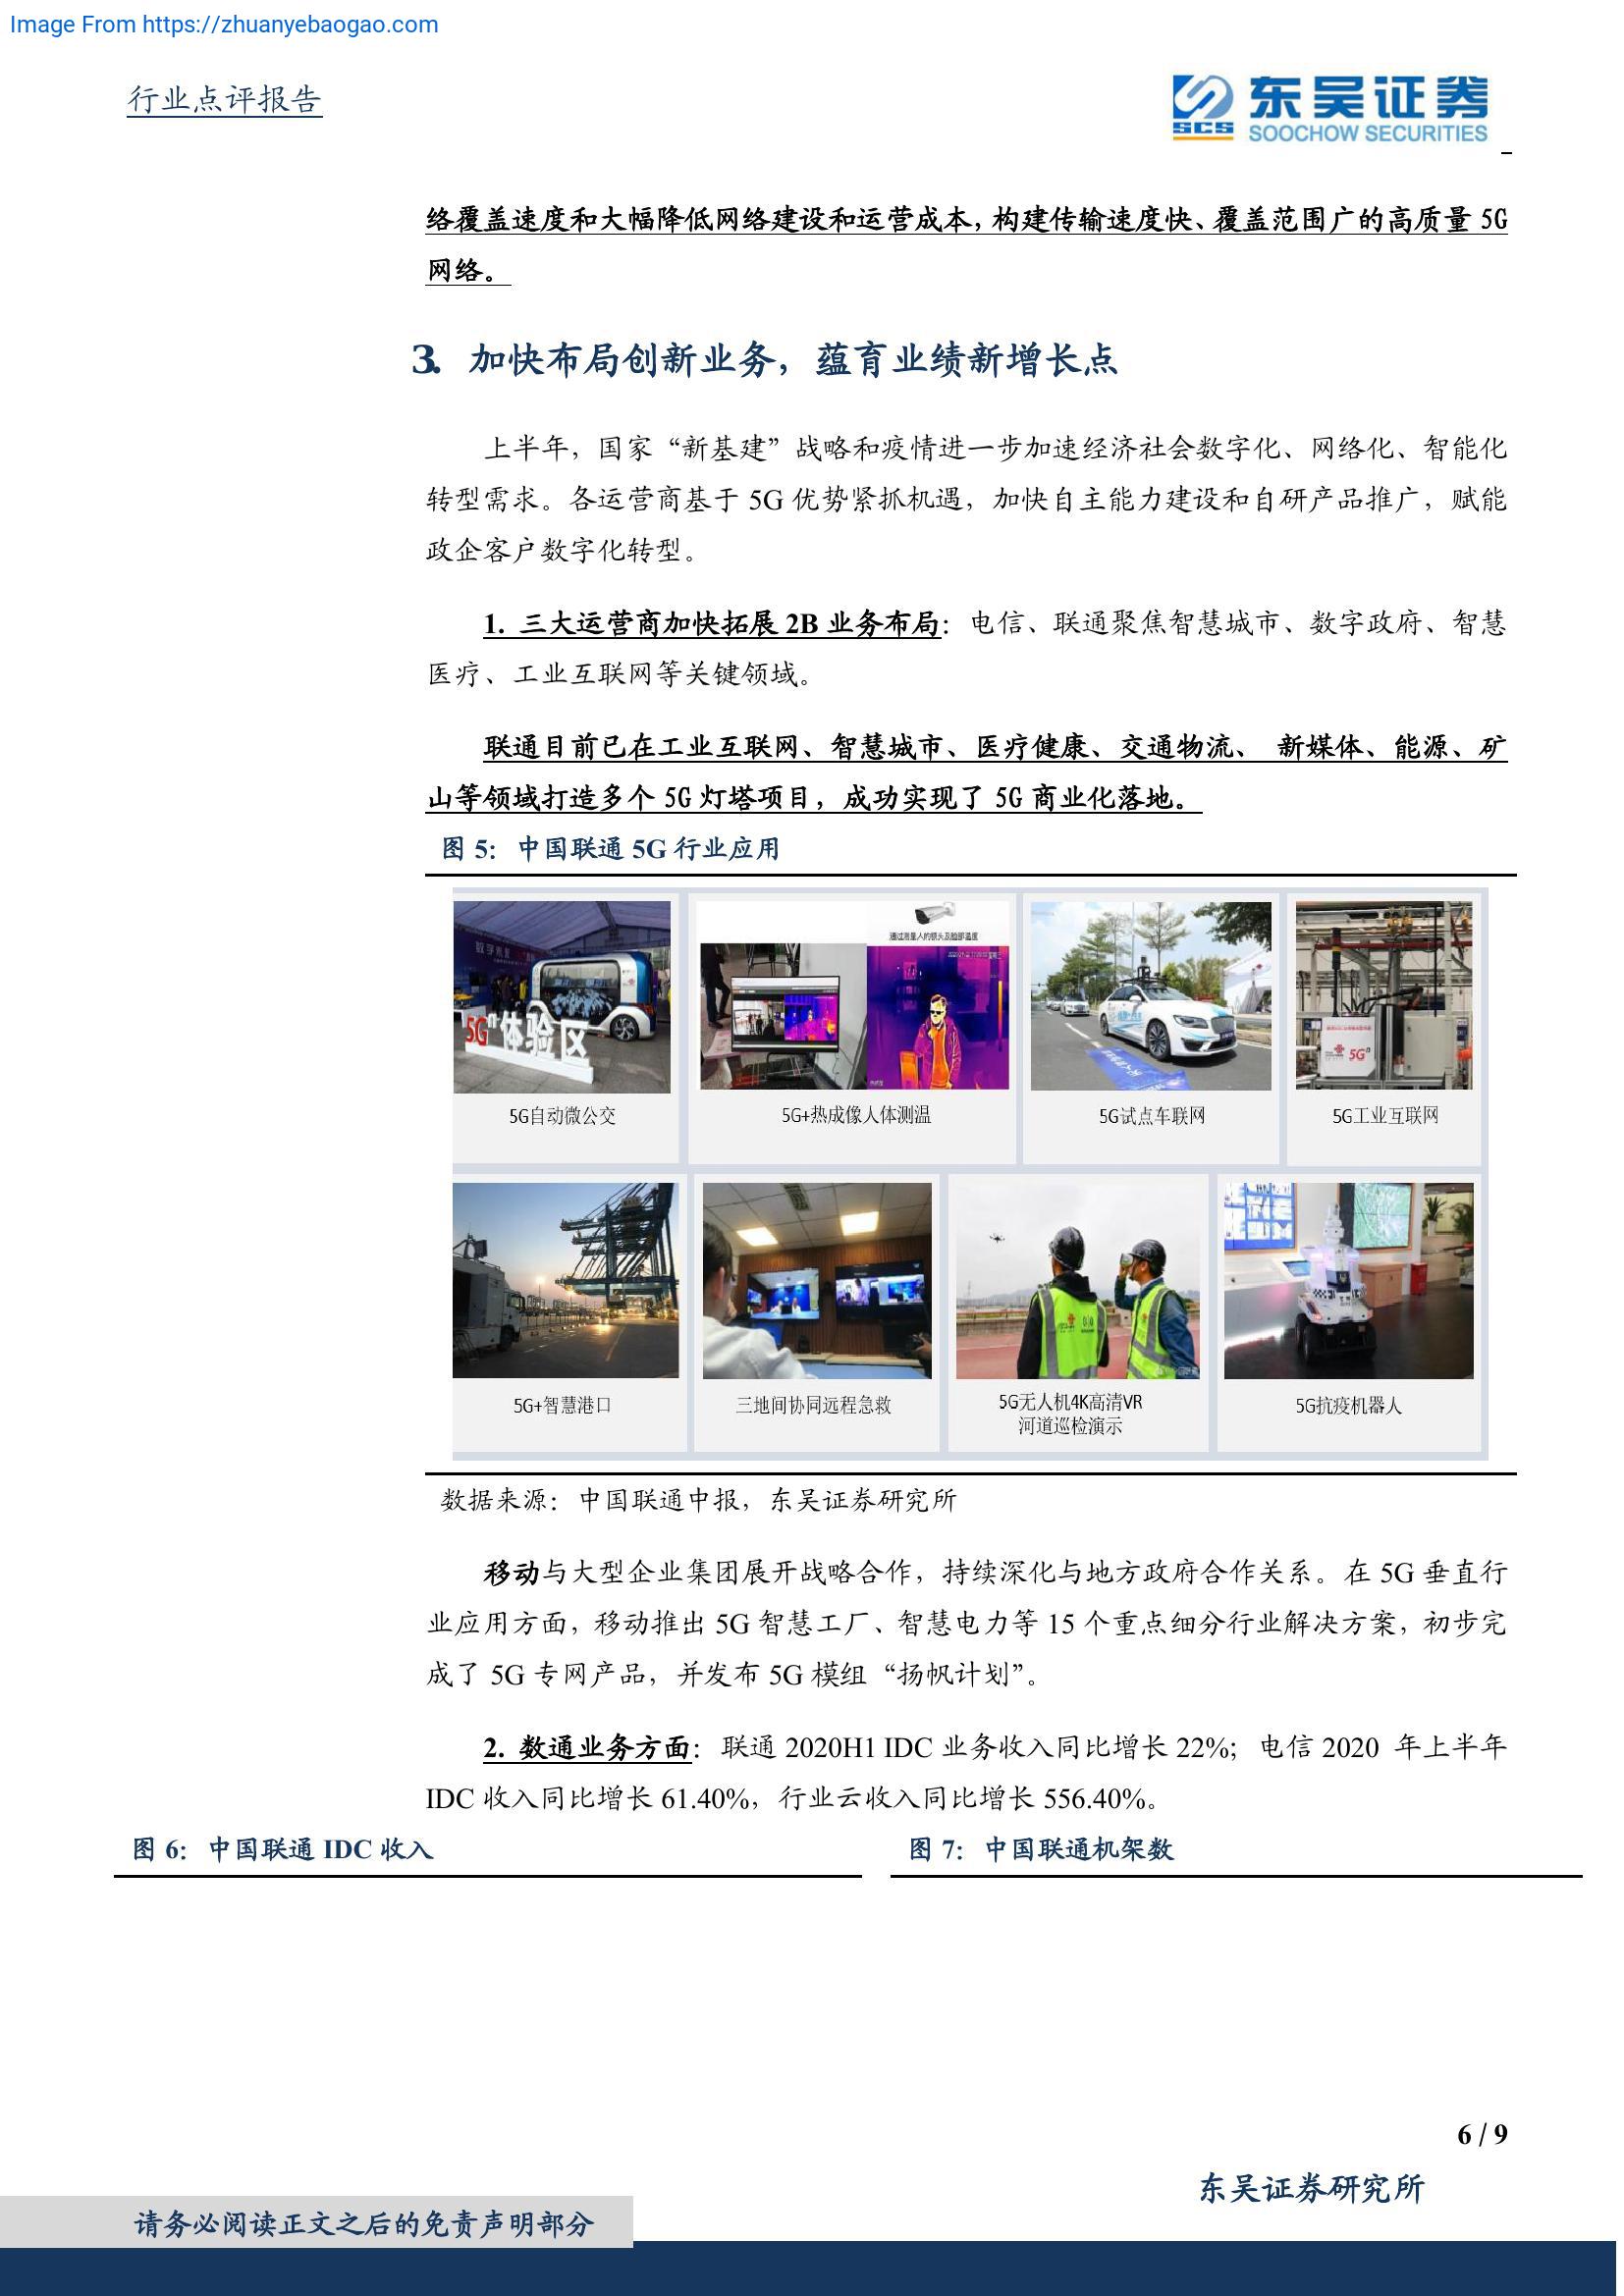 Image From https://zhuanyebaogao.com
行业点评报告
东吴证券
SCS
SOOCHOW SECURITIES
络覆盖速度和大幅降低网络建设和运营成本，构建传输速度快、覆盖范围广的高质量 5G
网络。
3. 加快布局创新业务，蕴育业绩新增长点
上半年，国家“新基建”战略和疫情进一步加速经济社会数字化、网络化、智能化
转型需求。各运营商基于 5G 优势紧抓机遇，加快自主能力建设和自研产品推广，赋能
政企客户数字化转型。
1. 三大运营商加快拓展 2B 业务布局：电信、联通聚焦智慧城市、数字政府、智慧
医疗、工业互联网等关键领域。
联通目前已在工业互联网、智慧城市、医疗健康、交通物流、 新媒体、能源、矿
山等领域打造多个 5G 灯塔项目，成功实现了 5G 商业化落地。
图 5：中国联通 5G 行业应用
通过测量人的额头及脸部温度
5Gⁿ体验区
5Gⁿ
5G自动微公交
5G+热成像人体测温
5G试点车联网
5G工业互联网
5G+智慧港口
三地间协同远程急救
5G无人机4K高清VR
河道巡检演示
5G抗疫机器人
数据来源：中国联通中报，东吴证券研究所
移动与大型企业集团展开战略合作，持续深化与地方政府合作关系。在 5G 垂直行
业应用方面，移动推出 5G 智慧工厂、智慧电力等 15 个重点细分行业解决方案，初步完
成了 5G 专网产品，并发布 5G 模组“扬帆计划”。
2. 数通业务方面：联通 2020H1 IDC 业务收入同比增长 22%；电信 2020 年上半年
IDC 收入同比增长 61.40%，行业云收入同比增长 556.40%。
图 6：中国联通 IDC 收入
图 7：中国联通机架数
6 / 9
东吴证券研究所
请务必阅读正文之后的免责声明部分